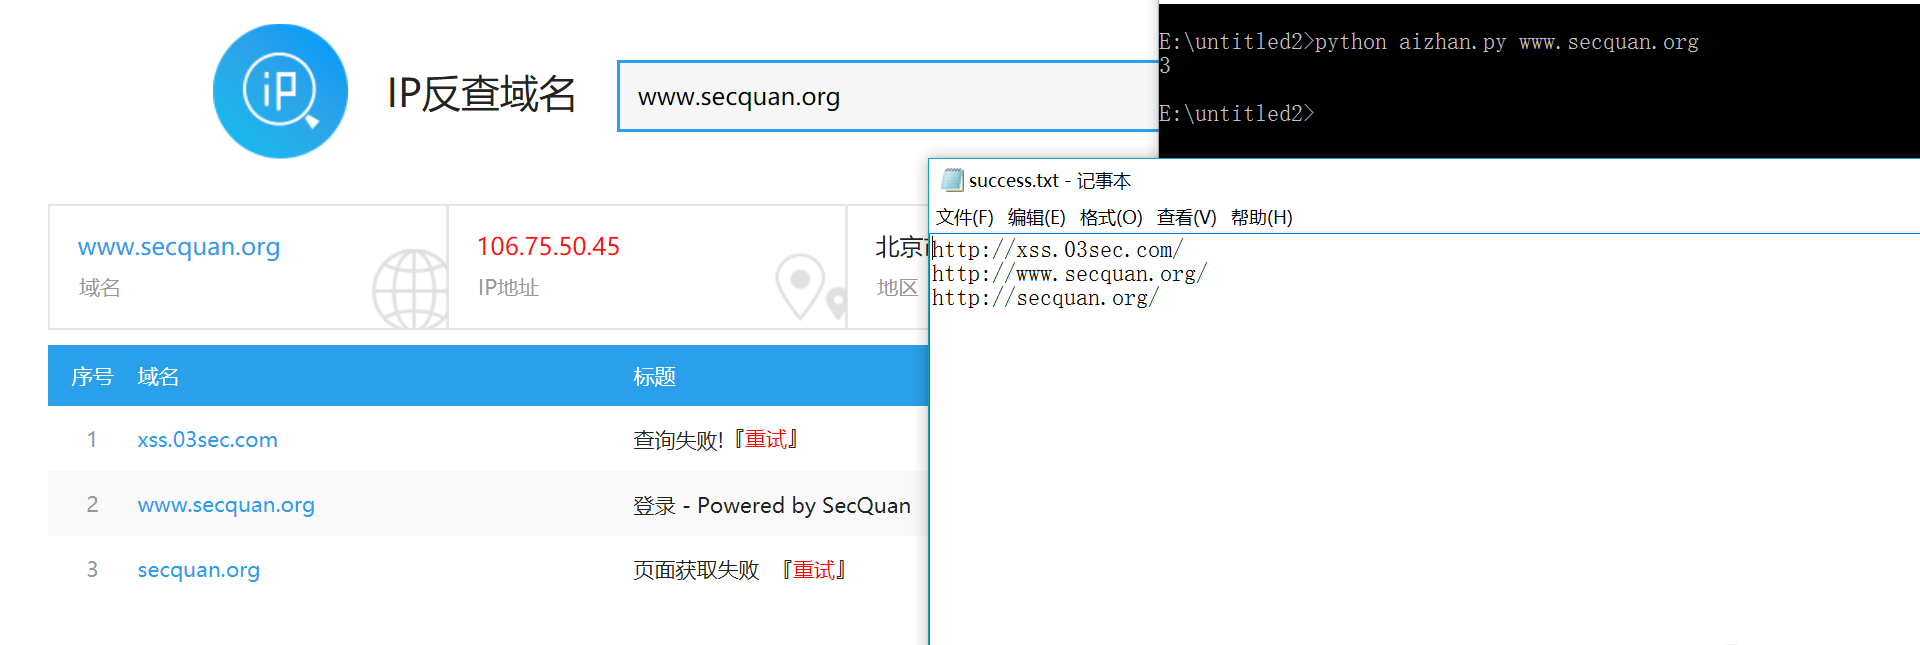 iP
IP反查域名
www.secquan.org
E:\untitled2>python aizhan.py www.secquan.org
3
E:\untitled2>
www.secquan.org
域名
106.75.50.45
IP地址
北京
地区
序号 域名 标题
1 xss.03sec.com 查询失败!『重试』
2 www.secquan.org 登录 - Powered by SecQuan
3 secquan.org 页面获取失败 『重试』
success.txt - 记事本
文件(F) 编辑(E) 格式(O) 查看(V) 帮助(H)
http://xss.03sec.com/
http://www.secquan.org/
http://secquan.org/